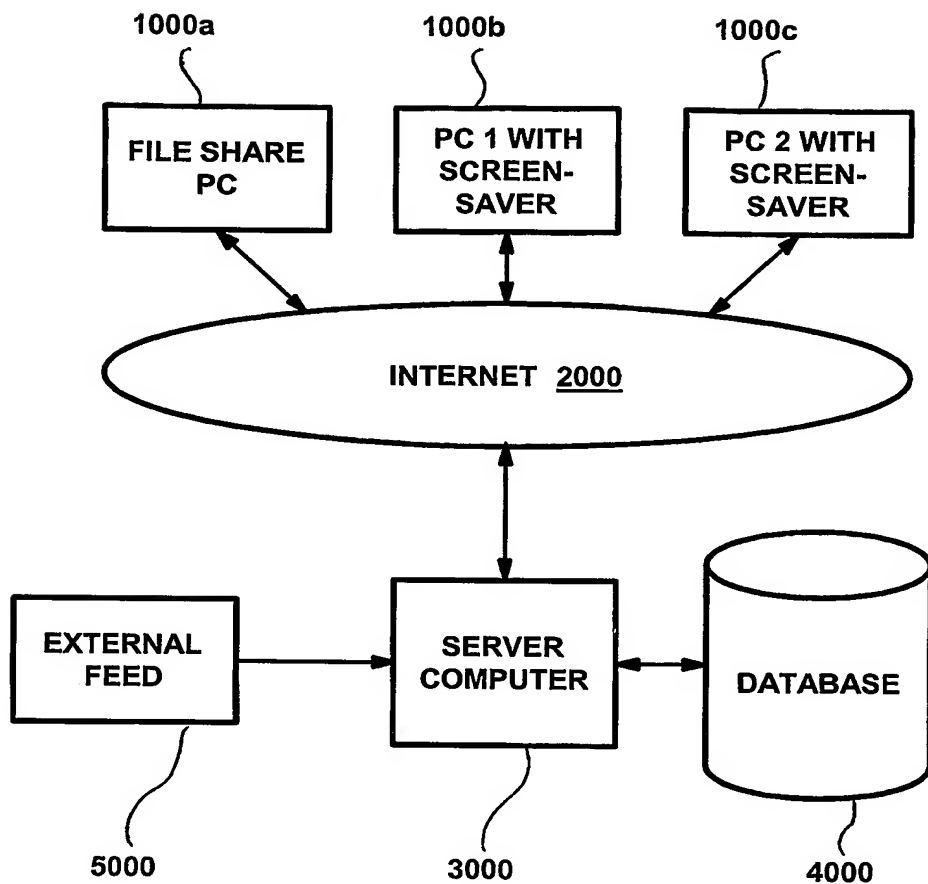 1000a
1000b
1000c
FILE SHARE
PC
PC 1 WITH
SCREEN-
SAVER
PC 2 WITH
SCREEN-
SAVER
INTERNET 2000
EXTERNAL
FEED
SERVER
COMPUTER
DATABASE
5000
3000
4000